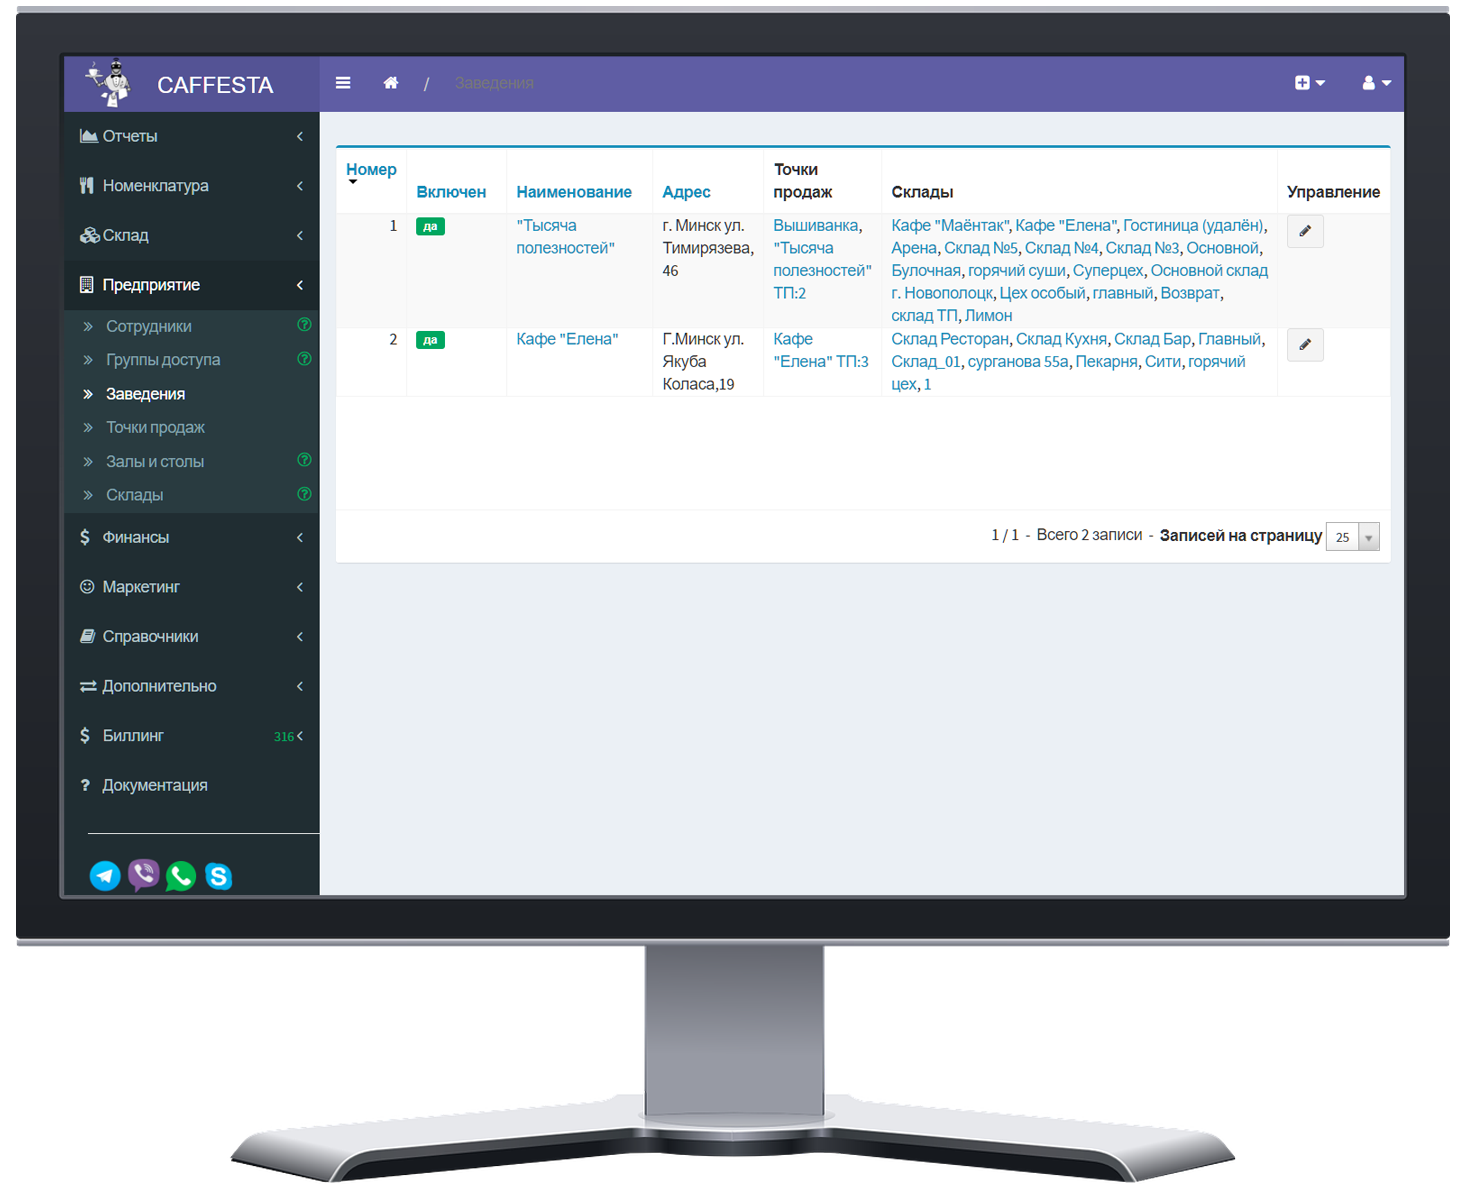 CAFFESTA
/ Заведения
Отчеты
Номенклатура
Склад
Предприятие
Сотрудники
Группы доступа
Заведения
Точки продаж
Залы и столы
Склады
Финансы
Маркетинг
Справочники
Дополнительно
Биллинг 316
Документация
Номер
Включен
Наименование
Адрес
Точки
продаж
Склады
Управление
1
да
"Тысяча
полезностей"
г. Минск ул.
Тимирязева,
46
Вышиванка,
"Тысяча
полезностей"
ТП:2
Кафе "Маёнтак", Кафе "Елена", Гостиница (удалён),
Арена, Склад №5, Склад №4, Склад №3, Основной,
Булочная, горячий суши, Суперцех, Основной склад
г. Новополоцк, Цех особый, главный, Возврат,
склад ТП, Лимон
2
да
Кафе "Елена"
Г.Минск ул.
Якуба
Коласа,19
Кафе
"Елена" ТП:3
Склад Ресторан, Склад Кухня, Склад Бар, Главный,
Склад_01, сурганова 55а, Пекарня, Сити, горячий
цех, 1
1 / 1 - Всего 2 записи - Записей на страницу 25